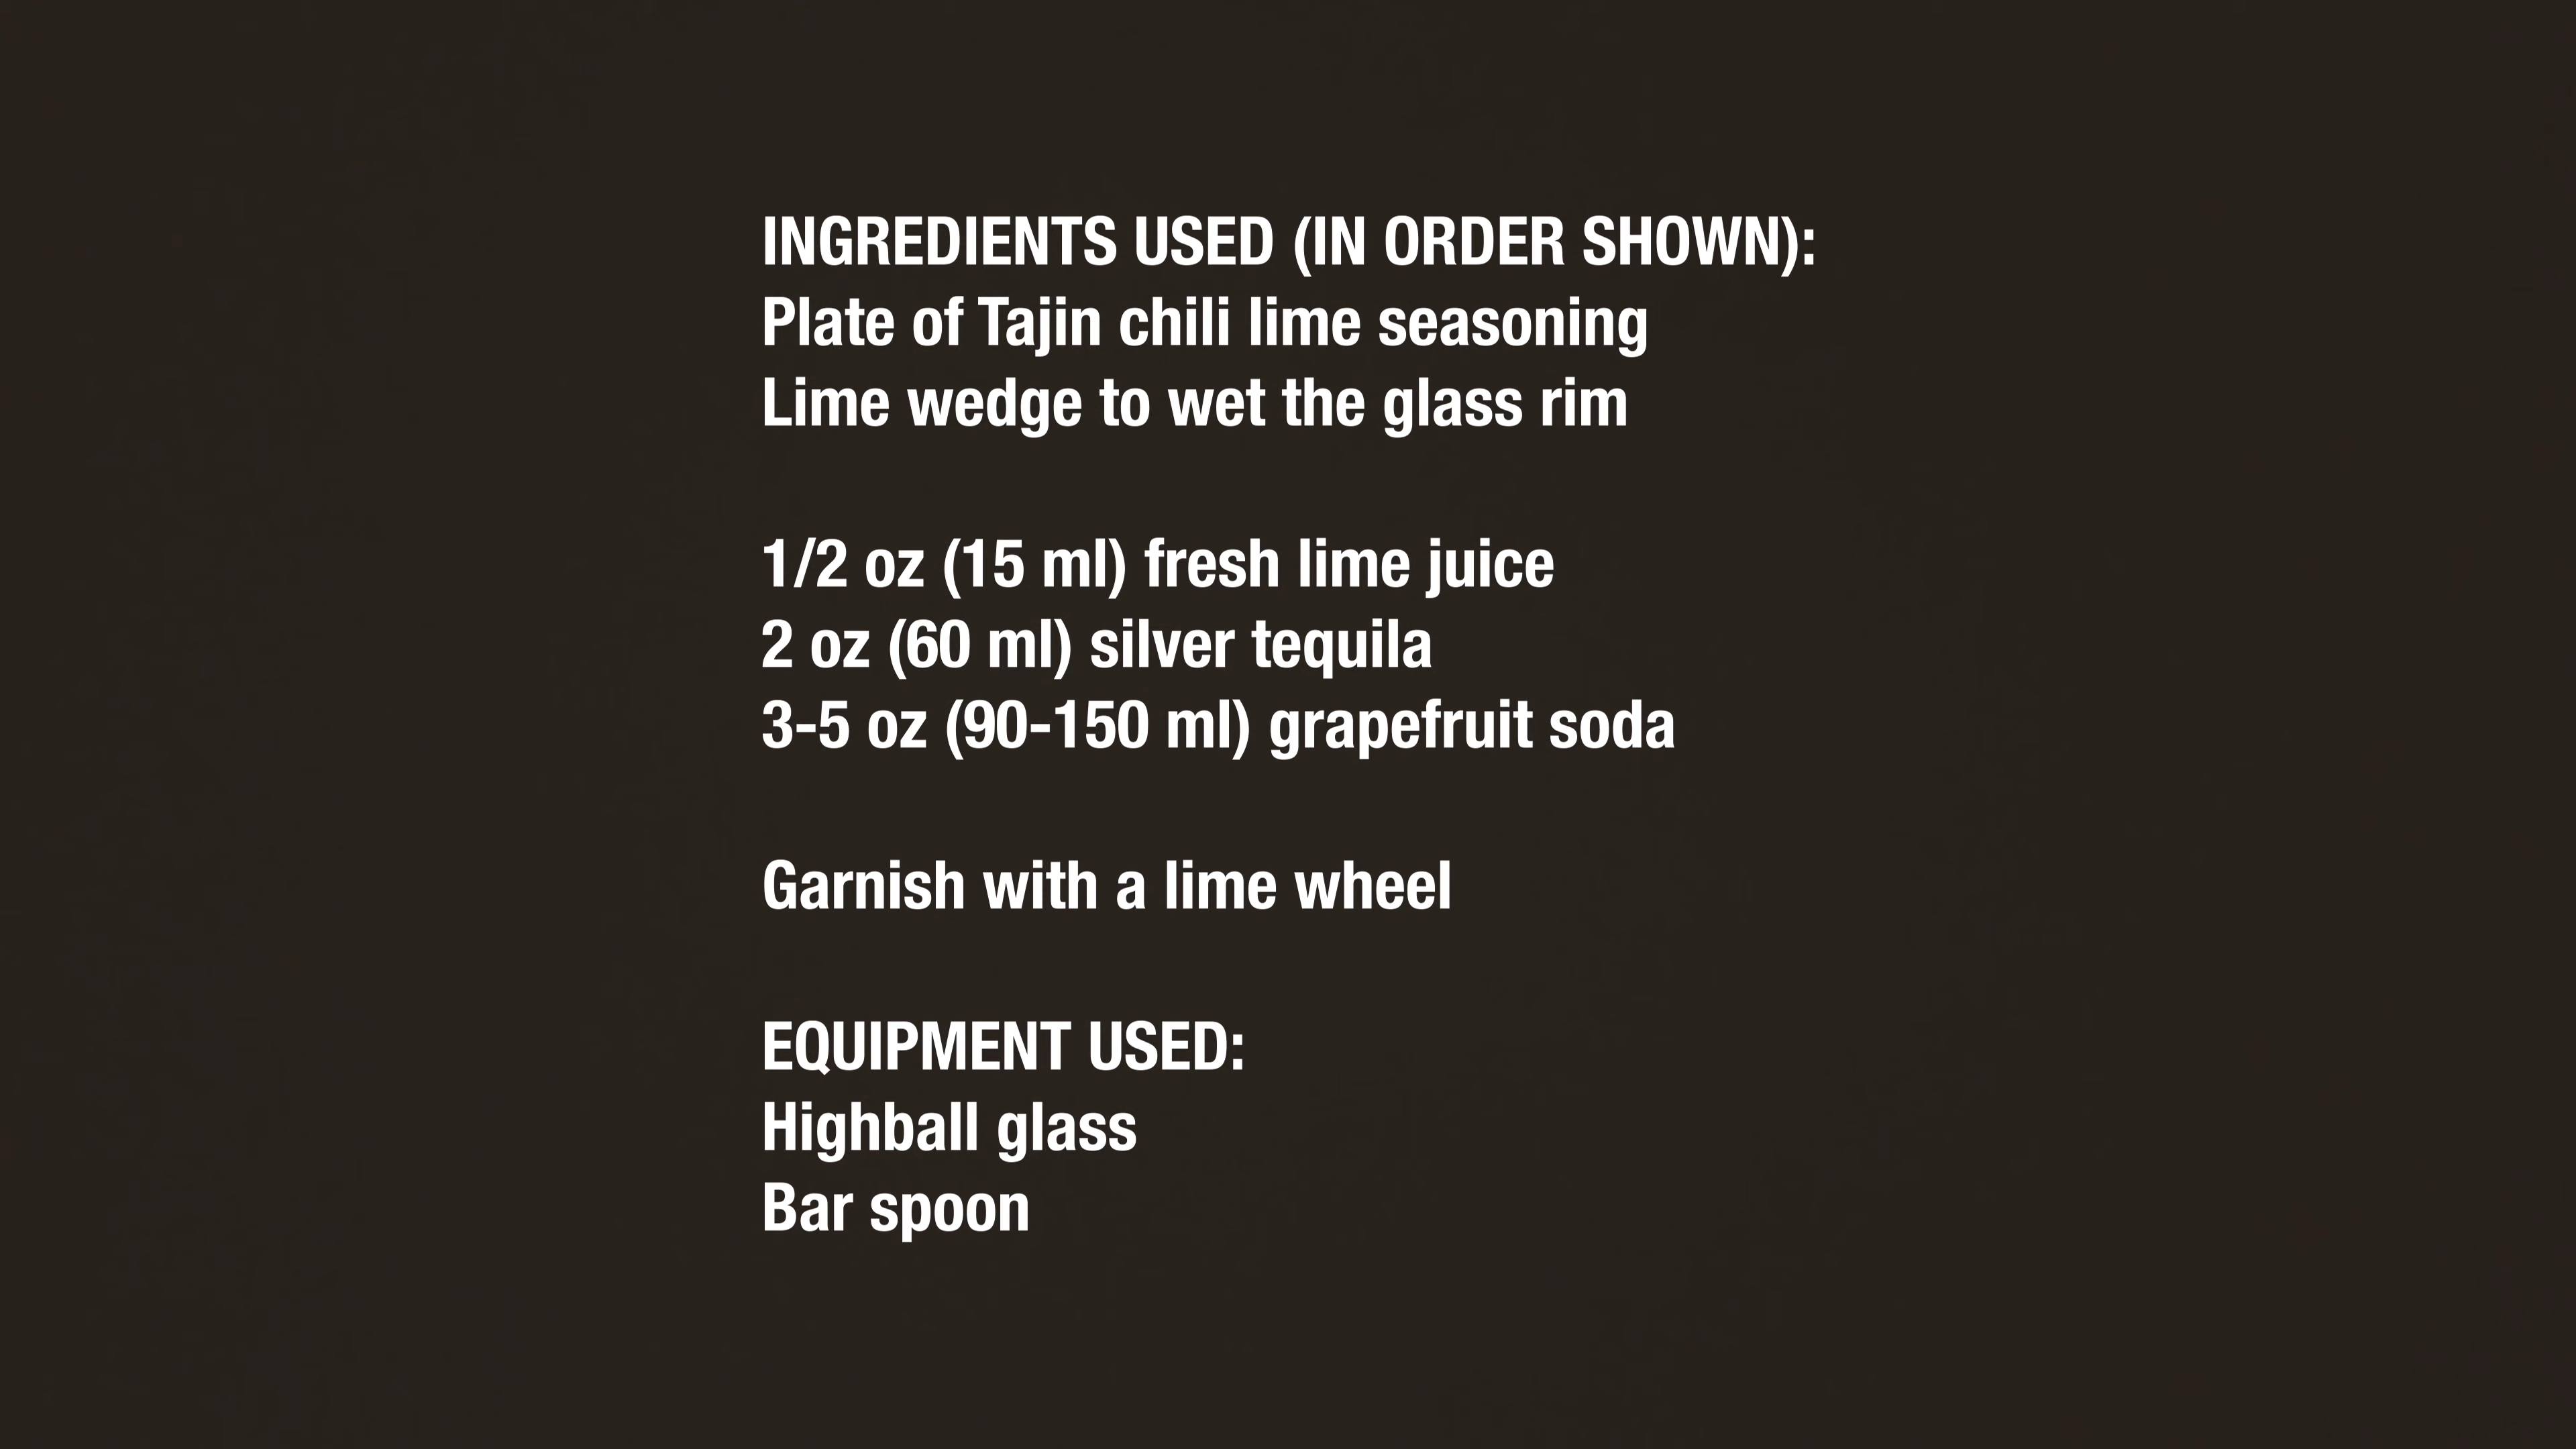 INGREDIENTS USED (IN ORDER SHOWN):
Plate of Tajin chili lime seasoning
Lime wedge to wet the glass rim
1/2 oz (15 ml) fresh lime juice
2 oz (60 ml) silver tequila
3-5 oz (90-150 ml) grapefruit soda
Garnish with a lime wheel
EQUIPMENT USED:
Highball glass
Bar spoon